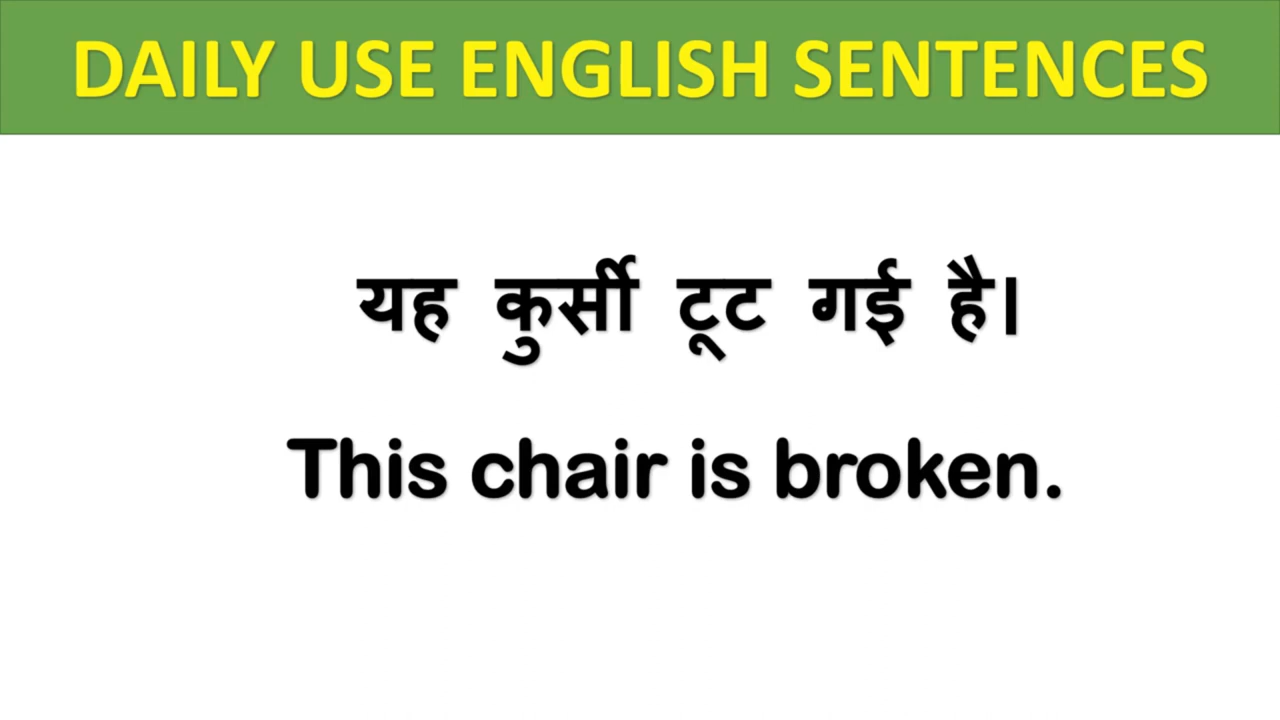 DAILY USE ENGLISH SENTENCES
यह कुर्सी टूट गई है।
This chair is broken.